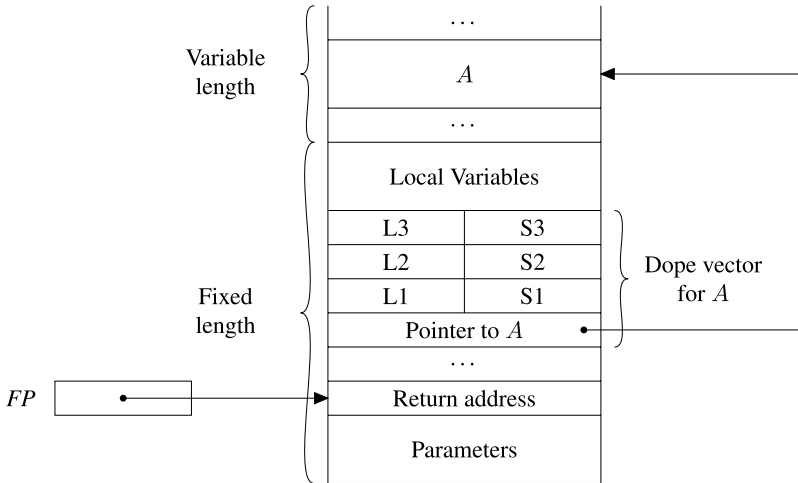 ...
Variable
length
A
...
Local Variables
L3 S3
L2 S2
L1 S1
Dope vector
for A
Fixed
length
Pointer to A
...
FP
Return address
Parameters